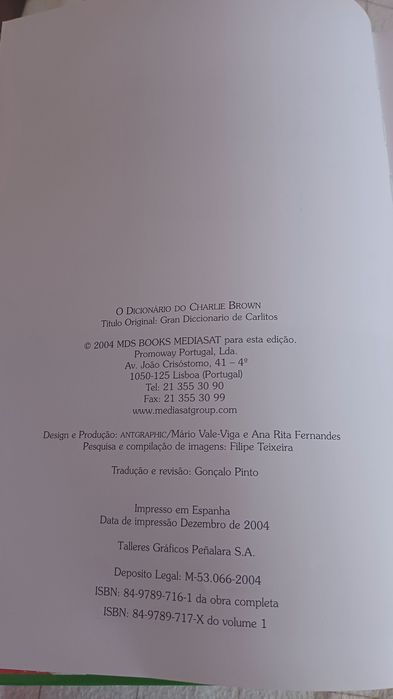 O DICIONÁRIO DO CHARLIE BROWN
Título Original: Gran Diccionario de Carlitos
© 2004 MDS BOOKS MEDIASAT para esta edição.
Promoway Portugal, Lda.
Av. João Crisóstomo, 41 – 4º
1050-125 Lisboa (Portugal)
Tel: 21 355 30 90
Fax: 21 355 30 99
www.mediasatgroup.com
Design e Produção: ANTGRAPHIC/Mário Vale-Viga e Ana Rita Fernandes
Pesquisa e compilação de imagens: Filipe Teixeira
Tradução e revisão: Gonçalo Pinto
Impresso em Espanha
Data de impressão Dezembro de 2004
Talleres Gráficos Peñalara S.A.
Deposito Legal: M-53.066-2004
ISBN: 84-9789-716-1 da obra completa
ISBN: 84-9789-717-X do volume 1